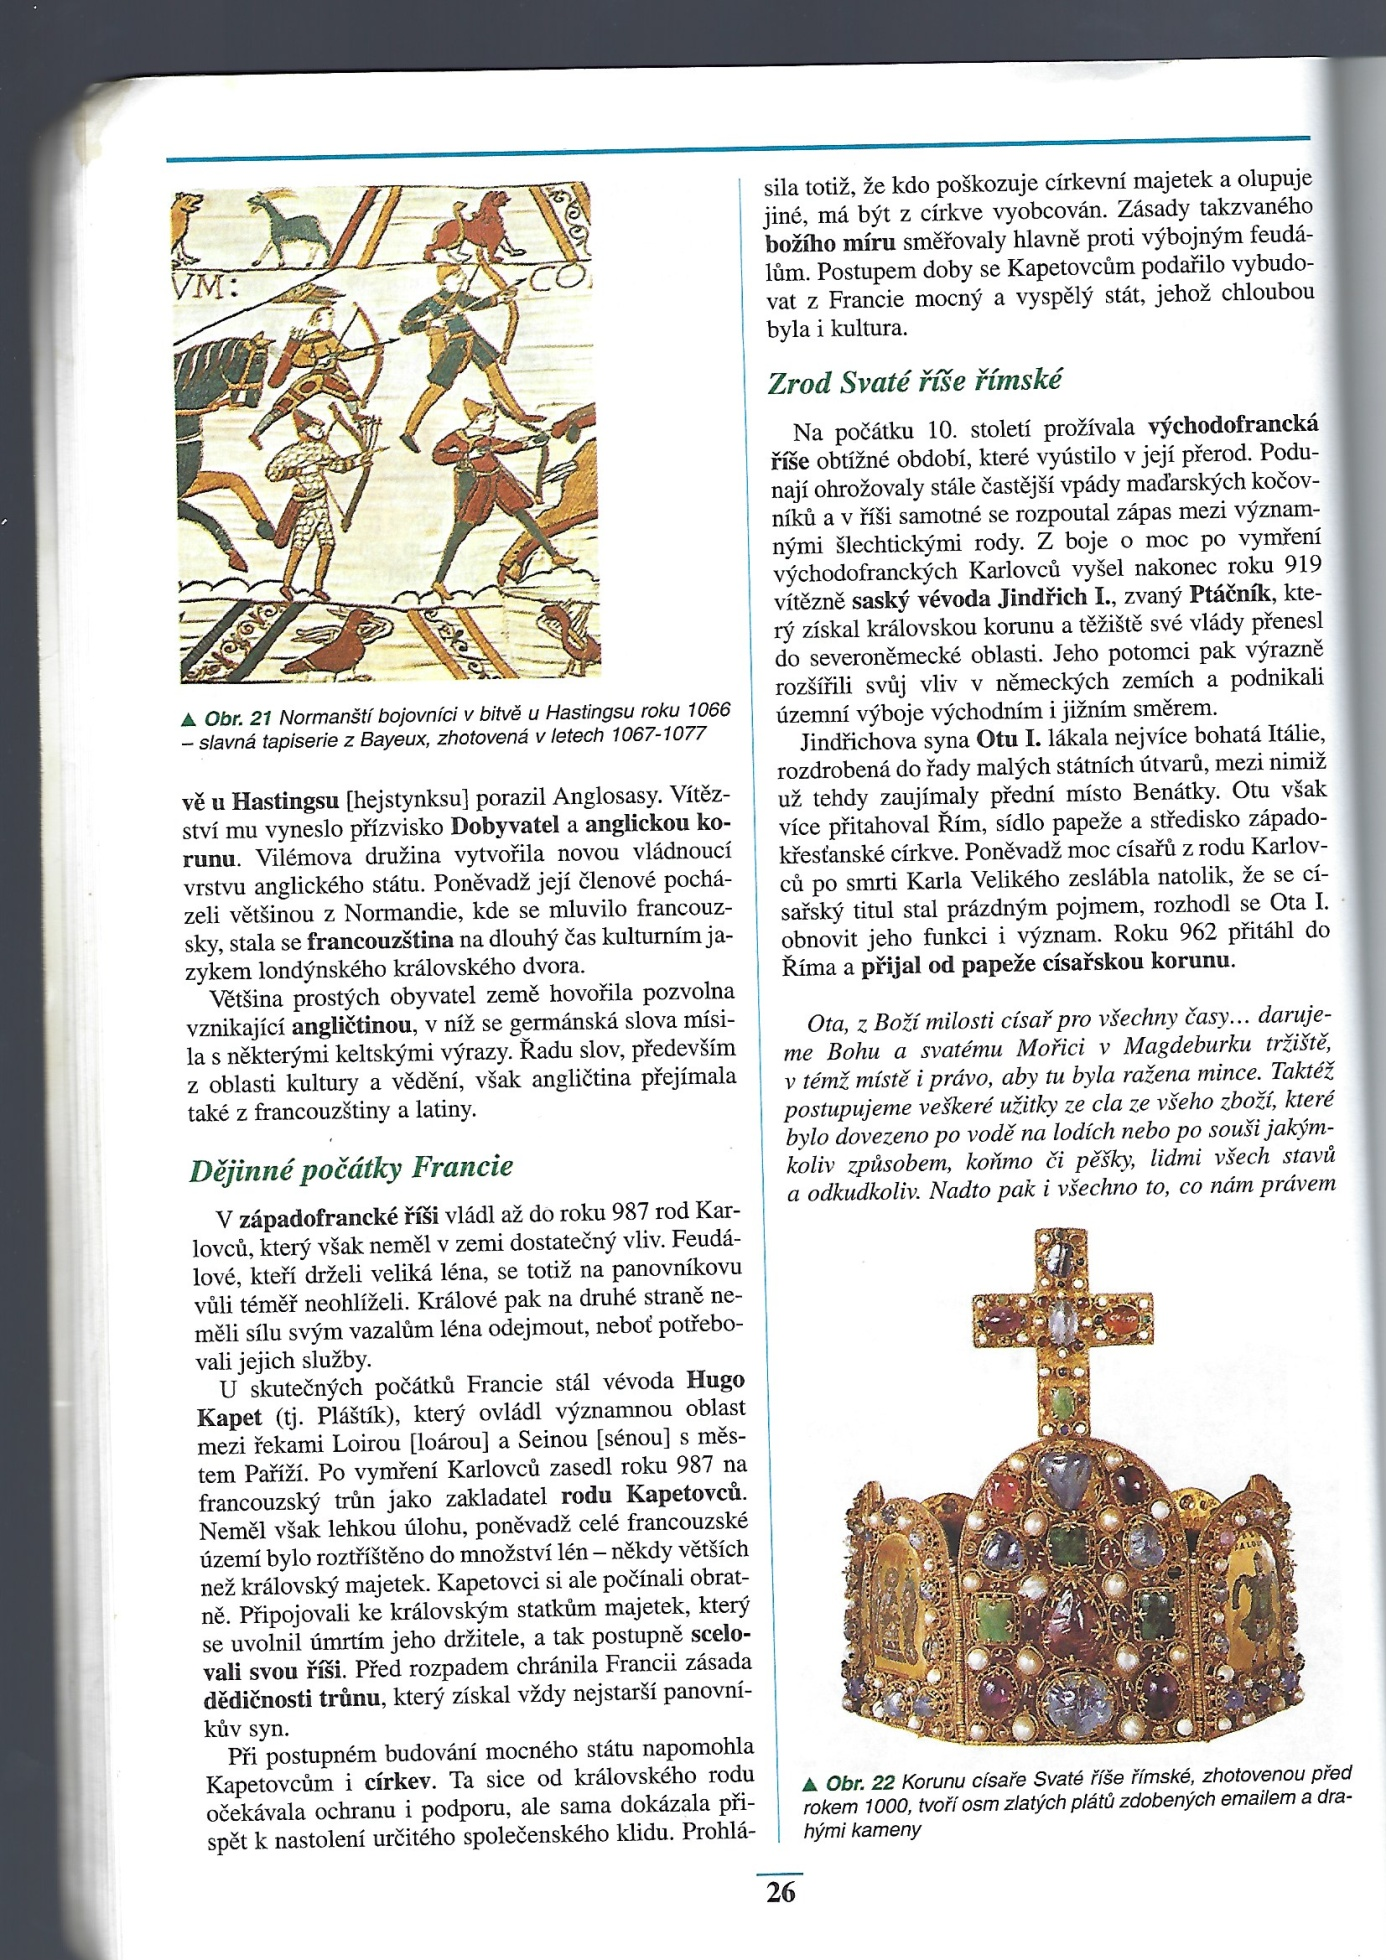 VM:
CO
▲ Obr. 21 Normanští bojovníci v bitvě u Hastingsu roku 1066
– slavná tapiserie z Bayeux, zhotovená v letech 1067-1077
vě u Hastingsu [hejstynksu] porazil Anglosasy. Vítěz-
ství mu vyneslo přízvisko Dobyvatel a anglickou ko-
runu. Vilémova družina vytvořila novou vládnoucí
vrstvu anglického státu. Poněvadž její členové pochá-
zeli většinou z Normandie, kde se mluvilo francouz-
sky, stala se francouzština na dlouhý čas kulturním ja-
zykem londýnského královského dvora.
Většina prostých obyvatel země hovořila pozvolna
vznikající angličtinou, v níž se germánská slova mísi-
la s některými keltskými výrazy. Řadu slov, především
z oblasti kultury a vědění, však angličtina přejímala
také z francouzštiny a latiny.
Dějinné počátky Francie
V západofrancké říši vládl až do roku 987 rod Kar-
lovců, který však neměl v zemi dostatečný vliv. Feudá-
lové, kteří drželi veliká léna, se totiž na panovníkovu
vůli téměř neohlíželi. Králové pak na druhé straně ne-
měli sílu svým vazalům léna odejmout, neboť potřebo-
vali jejich služby.
U skutečných počátků Francie stál vévoda Hugo
Kapet (tj. Pláštík), který ovládl významnou oblast
mezi řekami Loirou [loárou] a Seinou [sénou] s měs-
tem Paříží. Po vymření Karlovců zasedl roku 987 na
francouzský trůn jako zakladatel rodu Kapetovců.
Neměl však lehkou úlohu, poněvadž celé francouzské
území bylo roztříštěno do množství lén – někdy větších
než královský majetek. Kapetovci si ale počínali obrat-
ně. Připojovali ke královským statkům majetek, který
se uvolnil úmrtím jeho držitele, a tak postupně scelo-
vali svou říši. Před rozpadem chránila Francii zásada
dědičnosti trůnu, který získal vždy nejstarší panovní-
kův syn.
Při postupném budování mocného státu napomohla
Kapetovcům i církev. Ta sice od královského rodu
očekávala ochranu i podporu, ale sama dokázala při-
spět k nastolení určitého společenského klidu. Prohlá-
sila totiž, že kdo poškozuje církevní majetek a olupuje
jiné, má být z církve vyobcován. Zásady takzvaného
božího míru směřovaly hlavně proti výbojným feudá-
lům. Postupem doby se Kapetovcům podařilo vybudo-
vat z Francie mocný a vyspělý stát, jehož chloubou
byla i kultura.
Zrod Svaté říše římské
Na počátku 10. století prožívala východofrancká
říše obtížné období, které vyústilo v její přerod. Podu-
nají ohrožovaly stále častější vpády maďarských kočov-
níků a v říši samotné se rozpoutal zápas mezi význam-
nými šlechtickými rody. Z boje o moc po vymření
východofranckých Karlovců vyšel nakonec roku 919
vítězně saský vévoda Jindřich I., zvaný Ptáčník, kte-
rý získal královskou korunu a těžiště své vlády přenesl
do severoněmecké oblasti. Jeho potomci pak výrazně
rozšířili svůj vliv v německých zemích a podnikali
územní výboje východním i jižním směrem.
Jindřichova syna Otu I. lákala nejvíce bohatá Itálie,
rozdrobená do řady malých státních útvarů, mezi nimiž
už tehdy zaujímaly přední místo Benátky. Otu však
více přitahoval Řím, sídlo papeže a středisko západo-
křesťanské církve. Poněvadž moc císařů z rodu Karlov-
ců po smrti Karla Velikého zeslábla natolik, že se cí-
sařský titul stal prázdným pojmem, rozhodl se Ota I.
obnovit jeho funkci i význam. Roku 962 přitáhl do
Říma a přijal od papeže císařskou korunu.
Ota, z Boží milosti císař pro všechny časy... daruje-
me Bohu a svatému Mořici v Magdeburku tržiště,
v témž místě i právo, aby tu byla ražena mince. Taktéž
postupujeme veškeré užitky ze cla ze všeho zboží, které
bylo dovezeno po vodě na lodích nebo po souši jakým-
koliv způsobem, koňmo či pěšky, lidmi všech stavů
a odkudkoliv. Nadto pak i všechno to, co nám právem
▲ Obr. 22 Korunu císaře Svaté říše římské, zhotovenou před
rokem 1000, tvoří osm zlatých plátů zdobených emailem a dra-
hými kameny
26